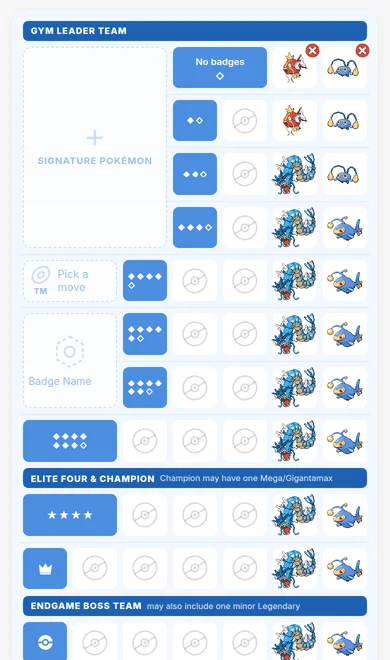 GYM LEADER TEAM
No badges
SIGNATURE POKÉMON
TM
Pick a
move
Badge Name
ELITE FOUR & CHAMPION Champion may have one Mega/Gigantamax
ENDGAME BOSS TEAM may also include one minor Legendary